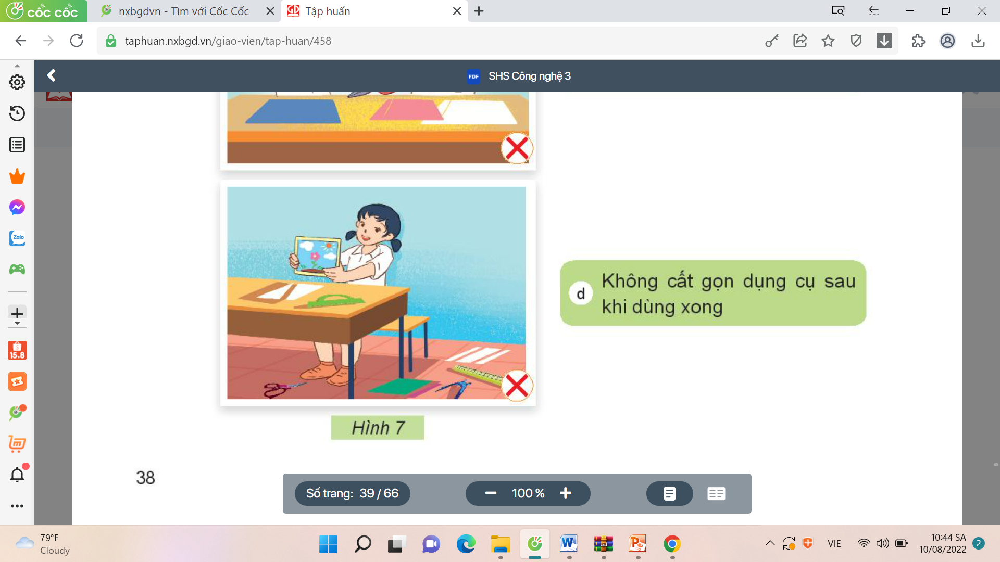 cốc cốc
nxbgdvn - Tìm với Cốc Cốc
Tập huấn
taphuan.nxbgd.vn/giao-vien/tap-huan/458
PDF SHS Công nghệ 3
Zalo
15.8
d
Không cất gọn dụng cụ sau
khi dùng xong
Hình 7
38
Số trang: 39 / 66
100 %
79°F
Cloudy
VIE
10:44 SA
10/08/2022
2